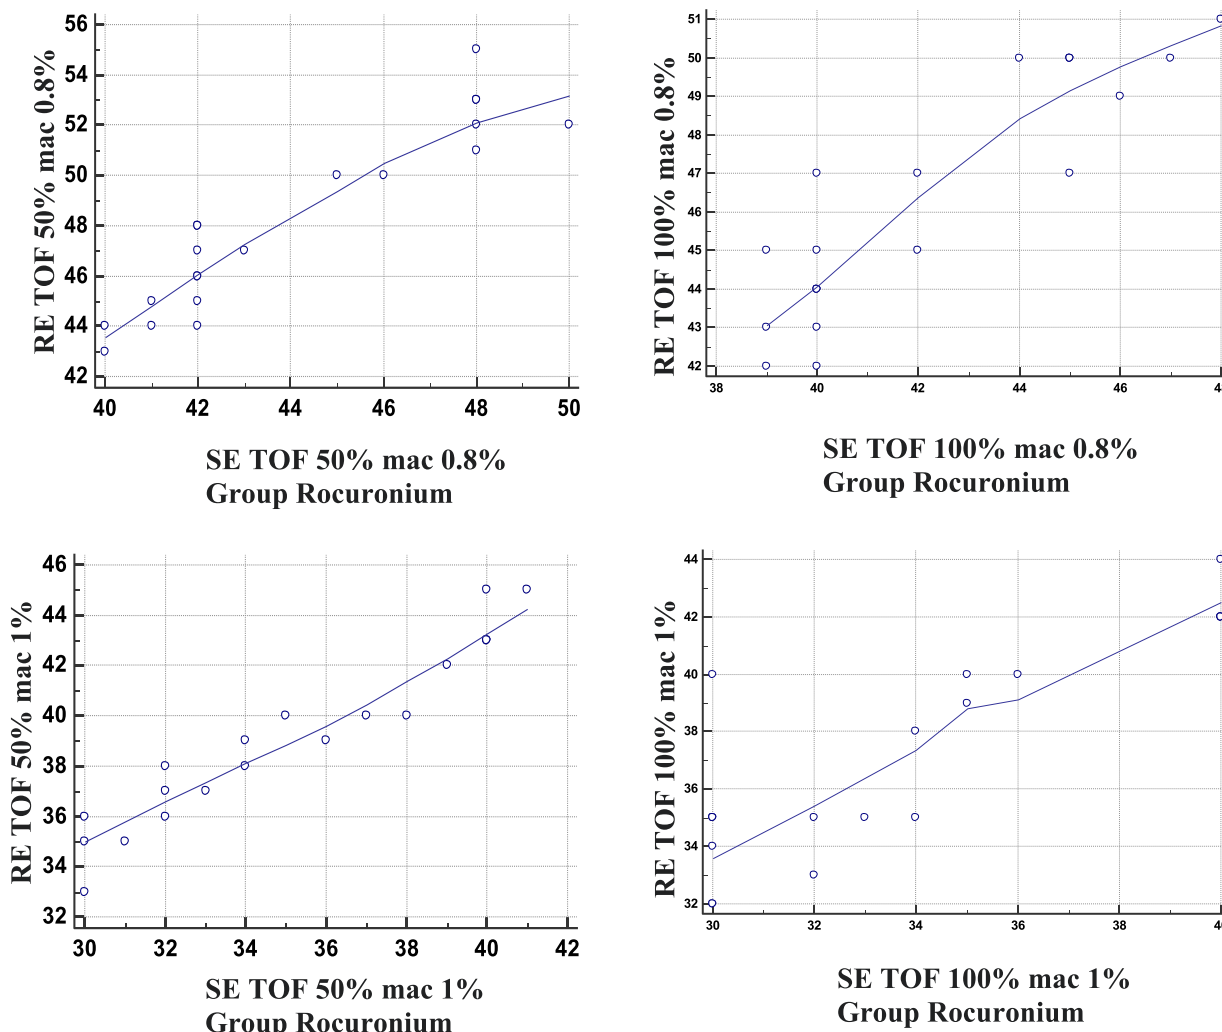 RE TOF 50% mac 0.8%
56
54
52
50
48
46
44
42
40 42 44 46 48 50
SE TOF 50% mac 0.8%
Group Rocuronium
RE TOF 100% mac 0.8%
51
50
49
48
47
46
45
44
43
42
38 40 42 44 46
SE TOF 100% mac 0.8%
Group Rocuronium
RE TOF 50% mac 1%
46
44
42
40
38
36
34
32
30 32 34 36 38 40 42
SE TOF 50% mac 1%
Group Rocuronium
RE TOF 100% mac 1%
44
42
40
38
36
34
32
30 32 34 36 38
SE TOF 100% mac 1%
Group Rocuronium